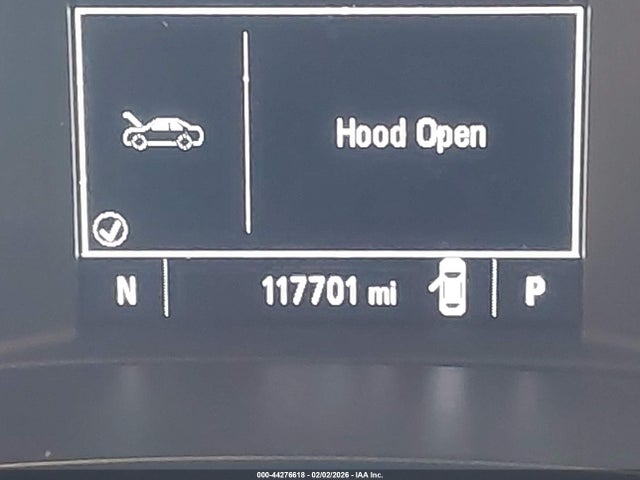 Hood Open
N 117701 mi P
000-44276618 - 02/02/2026 - IAA Inc.